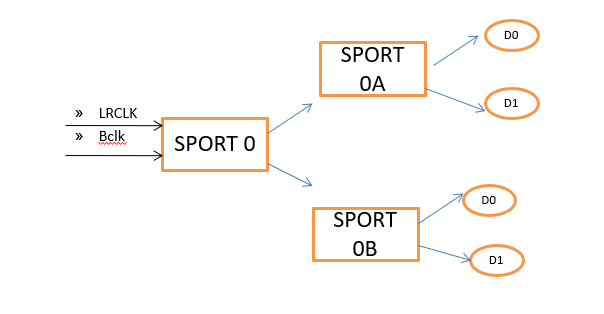 » LRCLK
» Bclk
SPORT 0
SPORT
0A
D0
D1
SPORT
0B
D0
D1